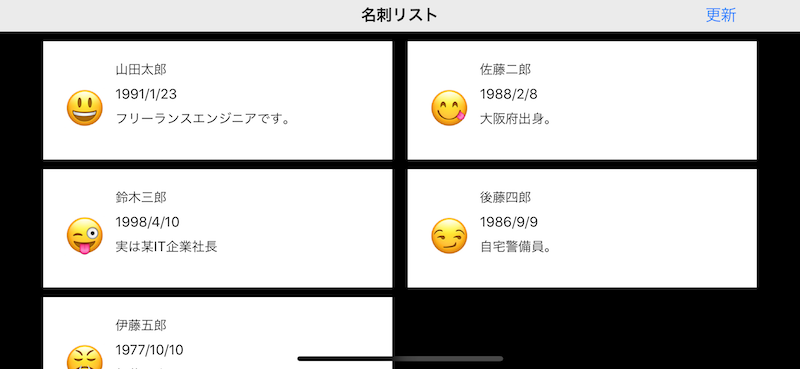 名刺リスト
更新
山田太郎
1991/1/23
フリーランスエンジニアです。
佐藤二郎
1988/2/8
大阪府出身。
鈴木三郎
1998/4/10
実は某IT企業社長
後藤四郎
1986/9/9
自宅警備員。
伊藤五郎
1977/10/10